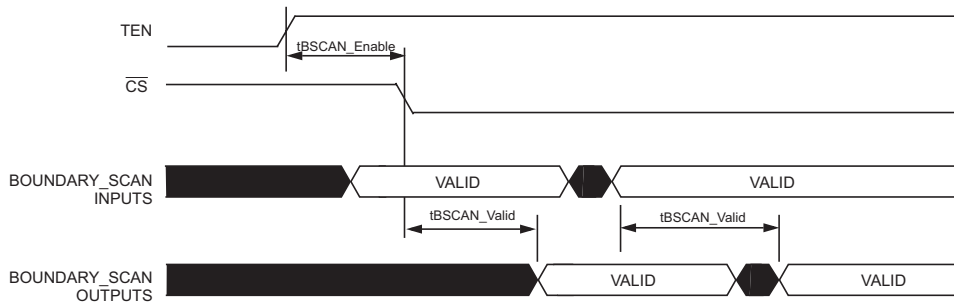 TEN
tBSCAN_Enable
CS
BOUNDARY_SCAN
INPUTS
VALID
VALID
tBSCAN_Valid
tBSCAN_Valid
BOUNDARY_SCAN
OUTPUTS
VALID
VALID